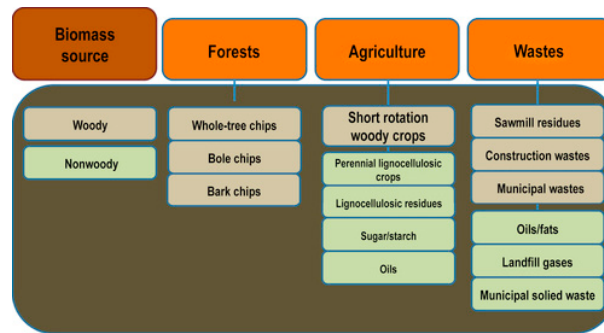 Biomass
source
Forests
Agriculture
Wastes
Woody
Nonwoody
Whole-tree chips
Bole chips
Bark chips
Short rotation
woody crops
Perennial lignocellulosic
crops
Lignocellulosic residues
Sugar/starch
Oils
Sawmill residues
Construction wastes
Municipal wastes
Oils/fats
Landfill gases
Municipal solied waste